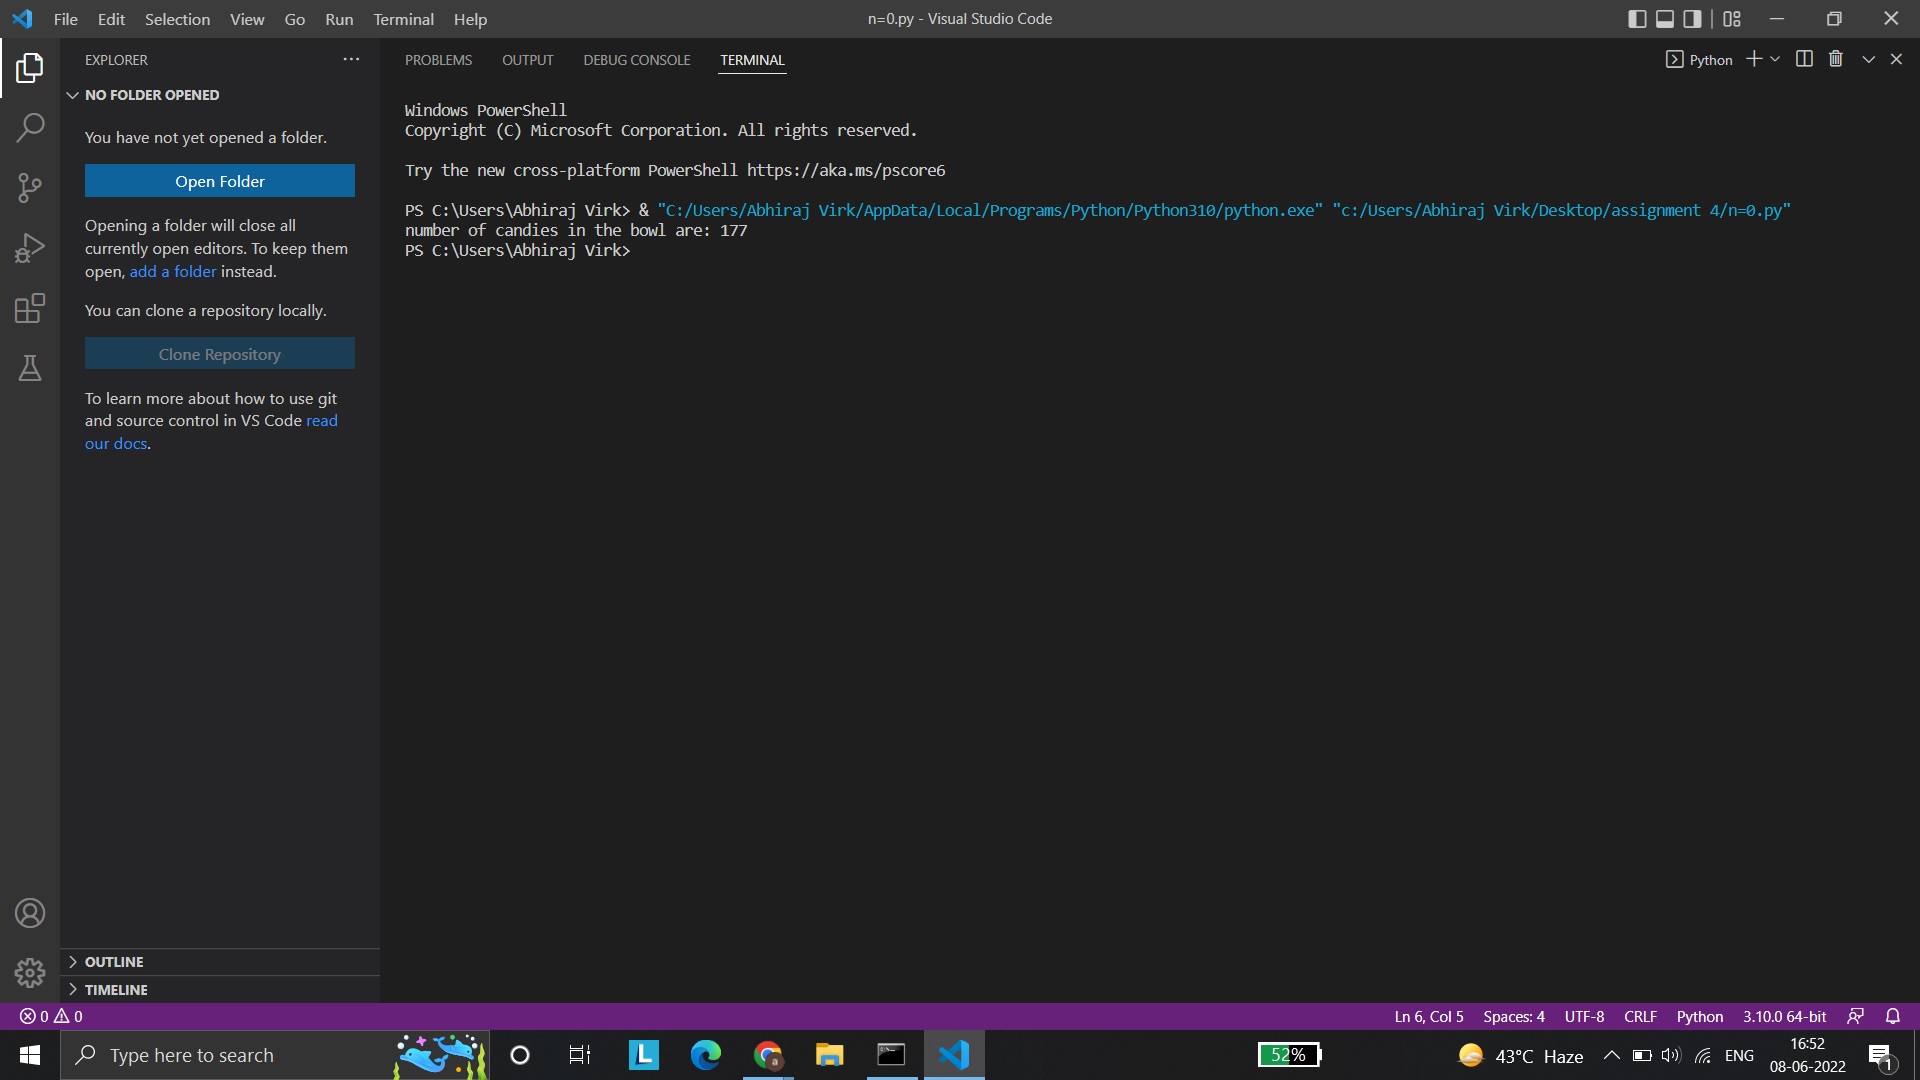 File Edit Selection View Go Run Terminal Help
n=0.py - Visual Studio Code
EXPLORER
NO FOLDER OPENED
You have not yet opened a folder.
Open Folder
Opening a folder will close all
currently open editors. To keep them
open, add a folder instead.
You can clone a repository locally.
Clone Repository
To learn more about how to use git
and source control in VS Code read
our docs.
OUTLINE
TIMELINE
PROBLEMS OUTPUT DEBUG CONSOLE TERMINAL
Python
Windows PowerShell
Copyright (C) Microsoft Corporation. All rights reserved.
Try the new cross-platform PowerShell https://aka.ms/pscore6
PS C:\Users\Abhiraj Virk> & "C:/Users/Abhiraj Virk/AppData/Local/Programs/Python/Python310/python.exe" "c:/Users/Abhiraj Virk/Desktop/assignment 4/n=0.py"
number of candies in the bowl are: 177
PS C:\Users\Abhiraj Virk>
0 0
Ln 6, Col 5 Spaces: 4 UTF-8 CRLF Python 3.10.0 64-bit
Type here to search
L
a
52%
43°C Haze
ENG
16:52
08-06-2022
1